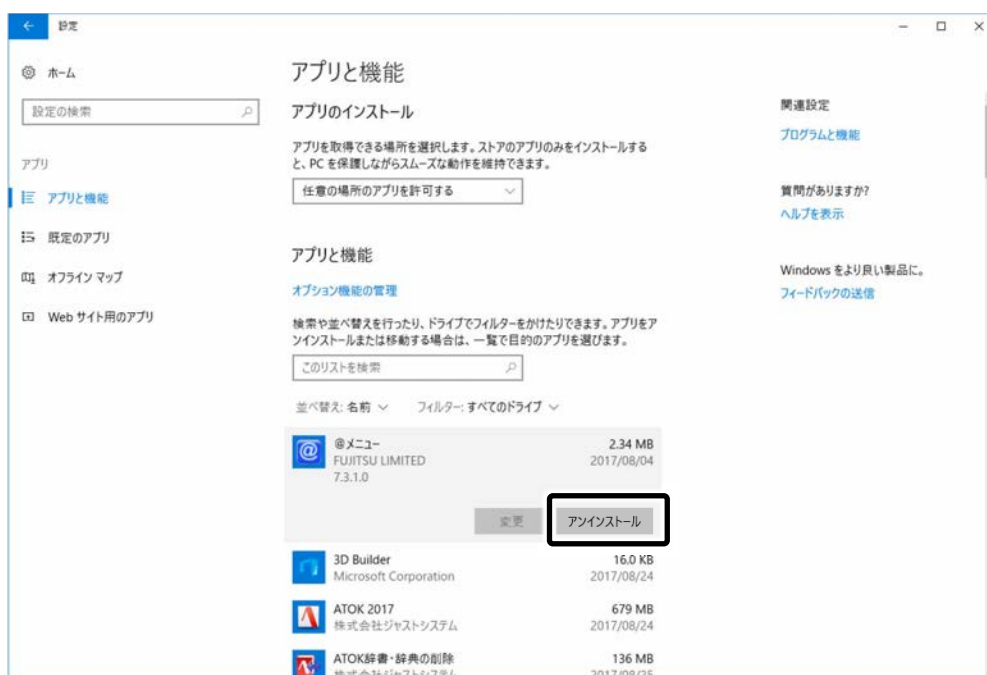 設定
ホーム
設定の検索
アプリ
アプリと機能
既定のアプリ
オフライン マップ
Web サイト用のアプリ
アプリと機能
アプリのインストール
アプリを取得できる場所を選択します。ストアのアプリのみをインストールする
と、PC を保護しながらスムーズな動作を維持できます。
任意の場所のアプリを許可する
アプリと機能
オプション機能の管理
検索や並べ替えを行ったり、ドライブでフィルターをかけたりできます。アプリをア
ンインストールまたは移動する場合は、一覧で目的のアプリを選びます。
このリストを検索
並べ替え: 名前 フィルター: すべてのドライブ
@メニュー 2.34 MB
FUJITSU LIMITED 2017/08/04
7.3.1.0
変更 アンインストール
3D Builder 16.0 KB
Microsoft Corporation 2017/08/24
ATOK 2017 679 MB
株式会社ジャストシステム 2017/08/24
ATOK辞書・辞典の削除 136 MB
株式会社ジャストシステム 2017/08/25
関連設定
プログラムと機能
質問がありますか?
ヘルプを表示
Windows をより良い製品に。
フィードバックの送信